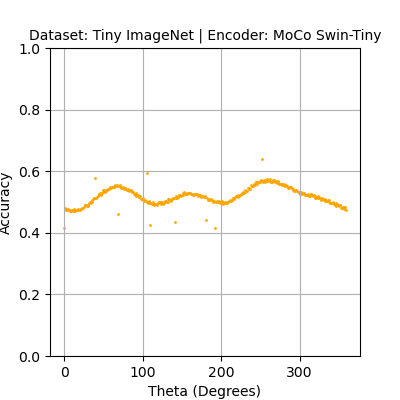 Dataset: Tiny ImageNet | Encoder: MoCo Swin-Tiny
1.0
0.8
0.6
0.4
0.2
0.0
Accuracy
0 100 200 300
Theta (Degrees)